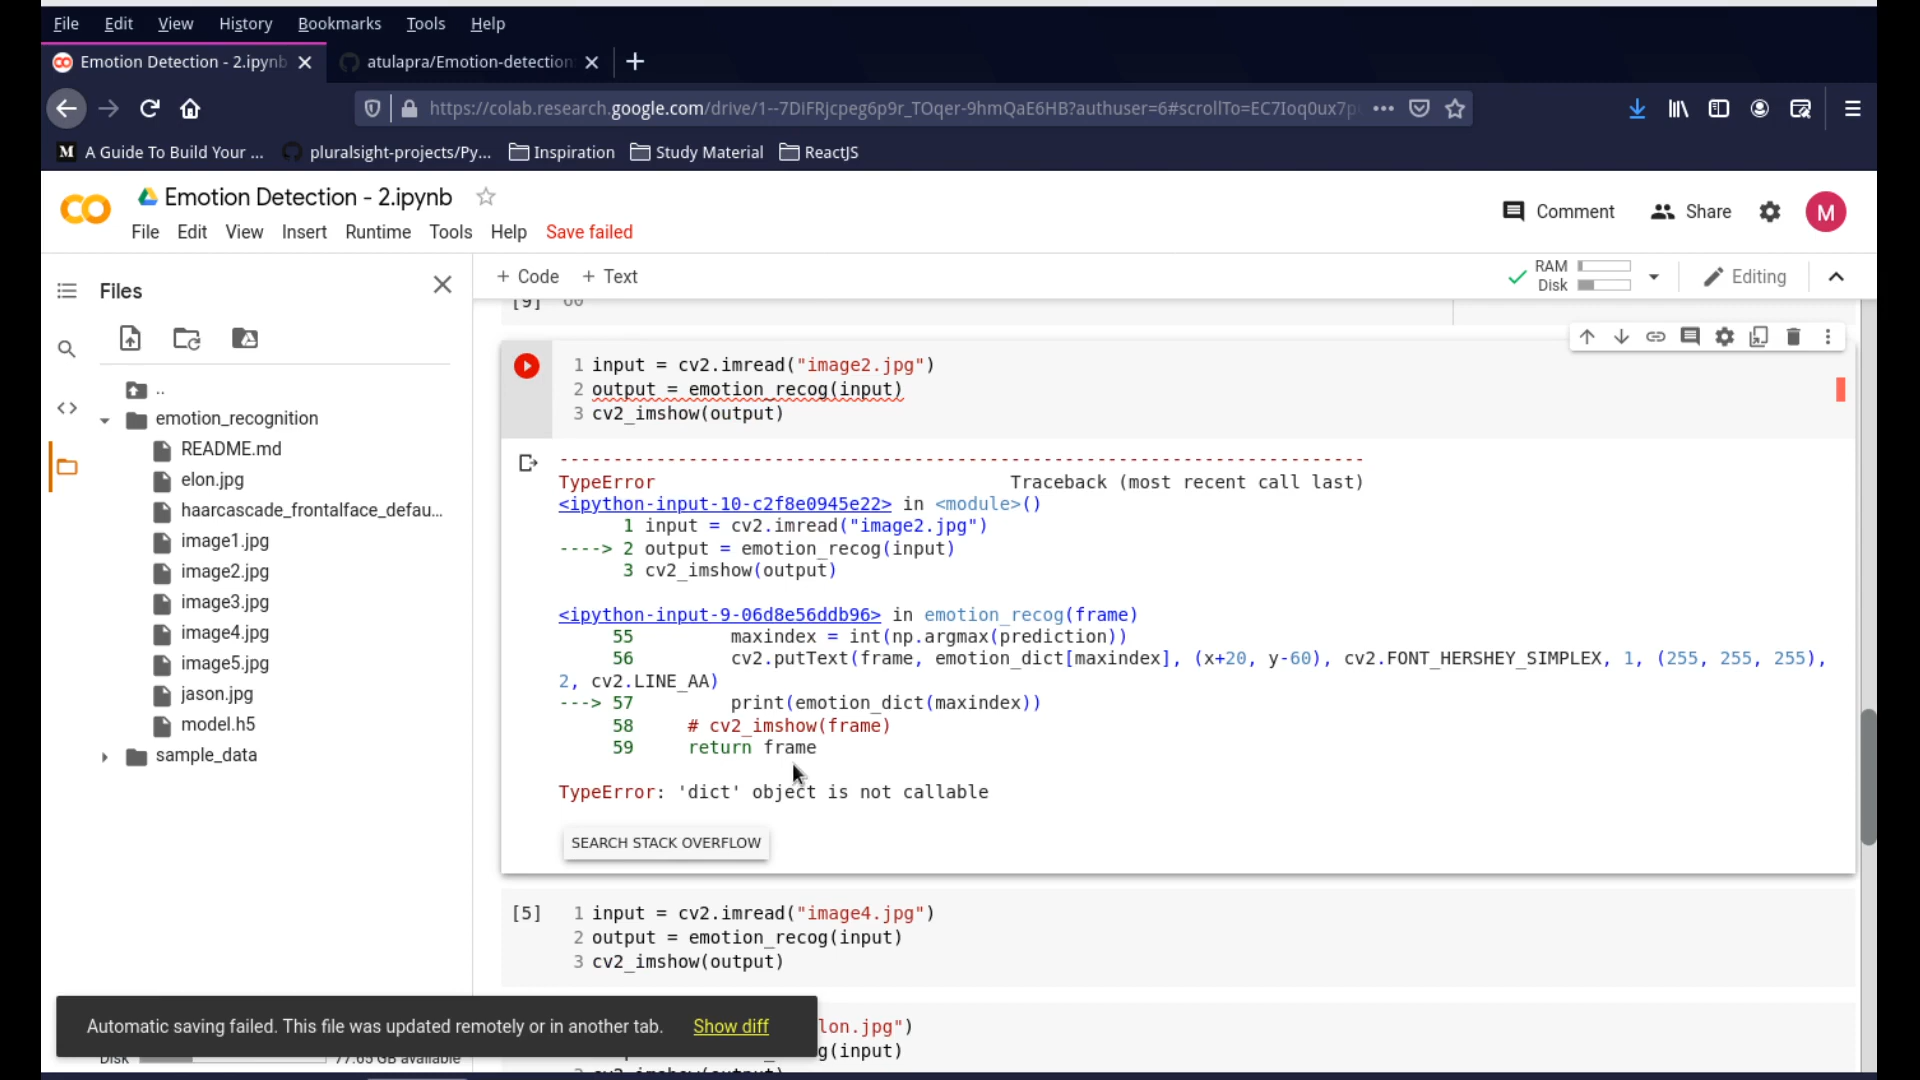 File Edit View History Bookmarks Tools Help
Emotion Detection - 2.ipynb atulapra/Emotion-detection
https://colab.research.google.com/drive/1--7DiFRjcpeg6p9r_TOqer-9hmQaE6HB?authuser=6#scrollTo=EC7Ioq0ux7p
M A Guide To Build Your ... pluralsight-projects/Py... Inspiration Study Material ReactJS
Emotion Detection - 2.ipynb
Comment Share M
File Edit View Insert Runtime Tools Help Save failed
Files
+ Code + Text
RAM
Disk
Editing
[9]
..
emotion_recognition
README.md
elon.jpg
haarcascade_frontalface_defau...
image1.jpg
image2.jpg
image3.jpg
image4.jpg
image5.jpg
jason.jpg
model.h5
sample_data
1 input = cv2.imread("image2.jpg")
2 output = emotion_recog(input)
3 cv2_imshow(output)
---------------------------------------------------------------------------
TypeError Traceback (most recent call last)
<ipython-input-10-c2f8e0945e22> in <module>()
1 input = cv2.imread("image2.jpg")
----> 2 output = emotion_recog(input)
3 cv2_imshow(output)
<ipython-input-9-06d8e56ddb96> in emotion_recog(frame)
55 maxindex = int(np.argmax(prediction))
56 cv2.putText(frame, emotion_dict[maxindex], (x+20, y-60), cv2.FONT_HERSHEY_SIMPLEX, 1, (255, 255, 255),
2, cv2.LINE_AA)
---> 57 print(emotion_dict(maxindex))
58 # cv2_imshow(frame)
59 return frame
TypeError: 'dict' object is not callable
SEARCH STACK OVERFLOW
[5] 1 input = cv2.imread("image4.jpg")
2 output = emotion_recog(input)
3 cv2_imshow(output)
lon.jpg")
g(input)
Automatic saving failed. This file was updated remotely or in another tab. Show diff
Disk 77.65 GB available